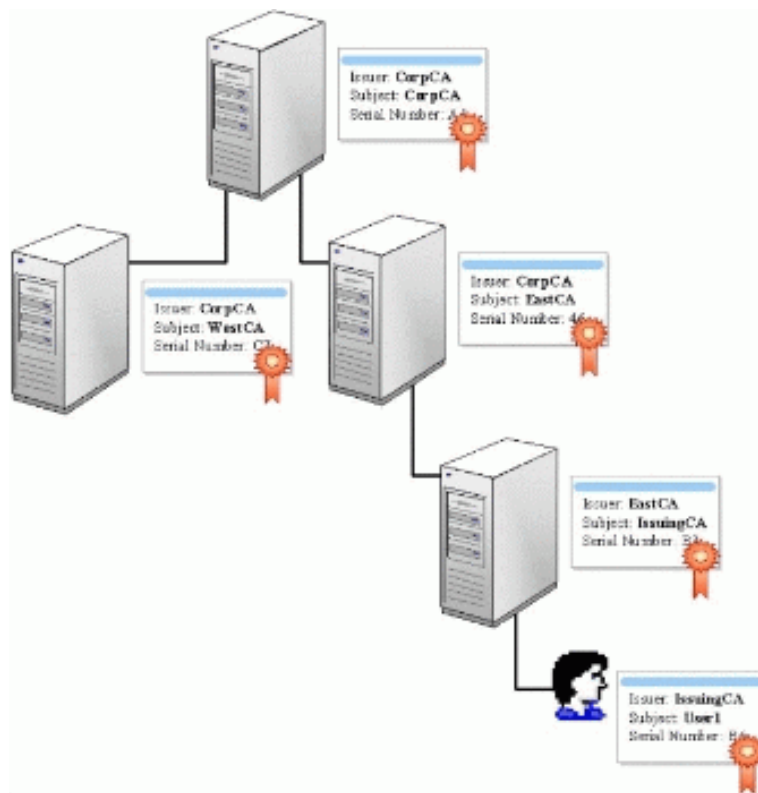 Issuer: CorpCA
Subject: CorpCA
Serial Number:
Issuer: CorpCA
Subject: WestCA
Serial Number:
Issuer: CorpCA
Subject: EastCA
Serial Number: 46
Issuer: EastCA
Subject: IssuingCA
Serial Number:
Issuer: IssuingCA
Subject: User1
Serial Number: